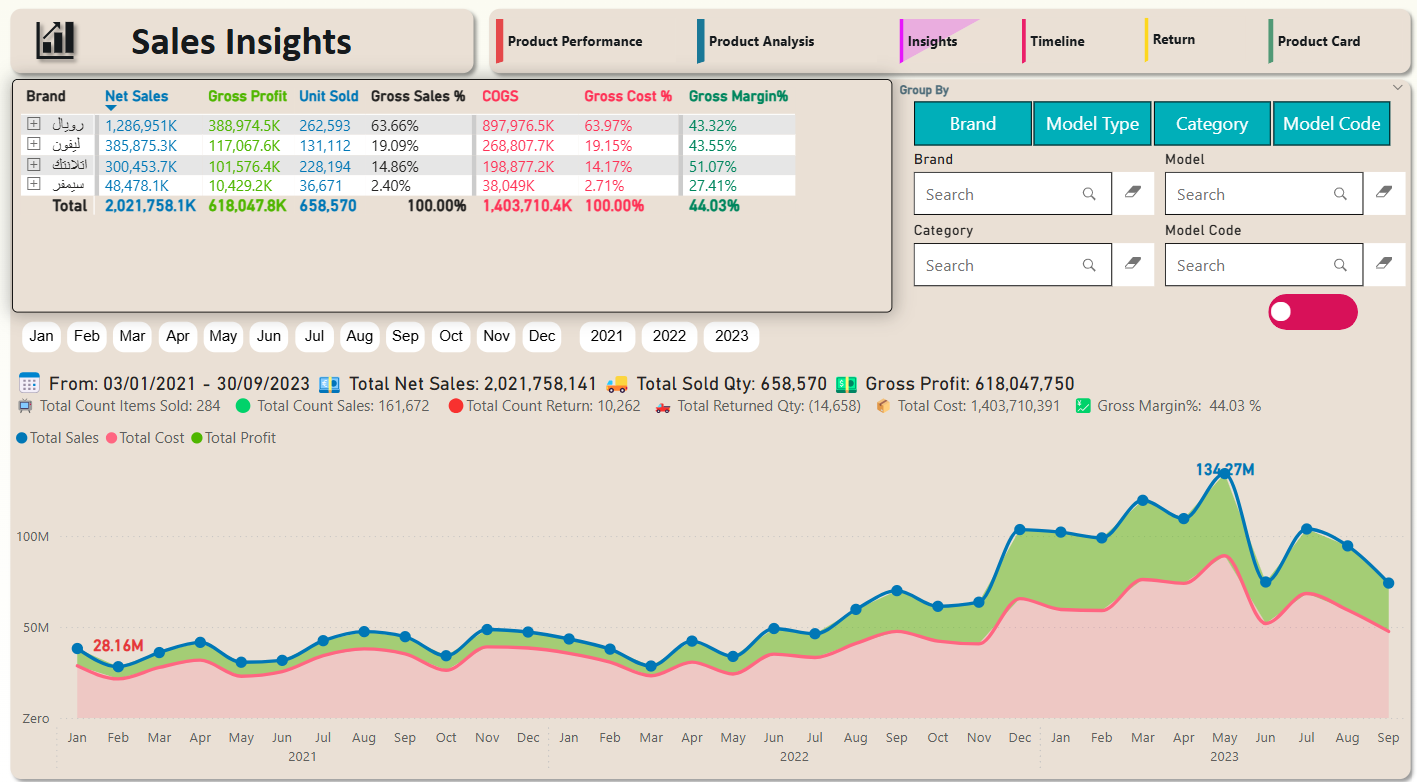 Sales Insights
Product Performance
Product Analysis
Insights
Timeline
Return
Product Card
Brand Net Sales Gross Profit Unit Sold Gross Sales % COGS Gross Cost % Gross Margin%
رويال 1,286,951K 388,974.5K 262,593 63.66% 897,976.5K 63.97% 43.32%
ليفون 385,875.3K 117,067.6K 131,112 19.09% 268,807.7K 19.15% 43.55%
اتلانتك 300,453.7K 101,576.4K 228,194 14.86% 198,877.2K 14.17% 51.07%
سيمفر 48,478.1K 10,429.2K 36,671 2.40% 38,049K 2.71% 27.41%
Total 2,021,758.1K 618,047.8K 658,570 100.00% 1,403,710.4K 100.00% 44.03%
Group By
Brand Model Type Category Model Code
Brand Model
Search Search
Category Model Code
Search Search
Jan Feb Mar Apr May Jun Jul Aug Sep Oct Nov Dec 2021 2022 2023
From: 03/01/2021 - 30/09/2023 Total Net Sales: 2,021,758,141 Total Sold Qty: 658,570 Gross Profit: 618,047,750
Total Count Items Sold: 284 Total Count Sales: 161,672 Total Count Return: 10,262 Total Returned Qty: (14,658) Total Cost: 1,403,710,391 Gross Margin%: 44.03 %
Total Sales Total Cost Total Profit
134.27M
100M
50M
28.16M
Zero
Jan Feb Mar Apr May Jun Jul Aug Sep Oct Nov Dec Jan Feb Mar Apr May Jun Jul Aug Sep Oct Nov Dec Jan Feb Mar Apr May Jun Jul Aug Sep
2021 2022 2023